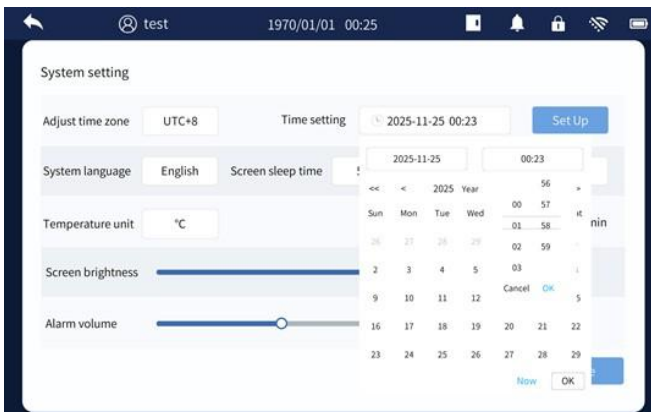 test 1970/01/01 00:25
System setting
Adjust time zone UTC+8 Time setting 2025-11-25 00:23 Set Up
2025-11-25 00:23
System language English Screen sleep time
<< < 2025 Year >
56
00 57
Sun Mon Tue Wed
01 58
Temperature unit °C min
26 27 28 29
02 59
2 3 4 5
03
Screen brightness
Cancel OK
9 10 11 12 5
Alarm volume
16 17 18 19 20 21 22
23 24 25 26 27 28 29
Now OK